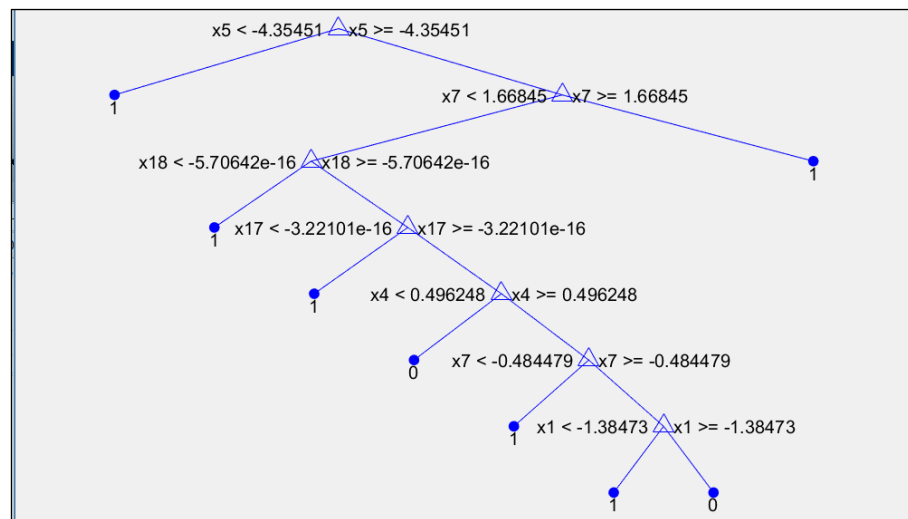 x5 < -4.35451 x5 >= -4.35451
1
x7 < 1.66845 x7 >= 1.66845
x18 < -5.70642e-16 x18 >= -5.70642e-16
1
1
x17 < -3.22101e-16 x17 >= -3.22101e-16
1
x4 < 0.496248 x4 >= 0.496248
0
x7 < -0.484479 x7 >= -0.484479
1
x1 < -1.38473 x1 >= -1.38473
1
0